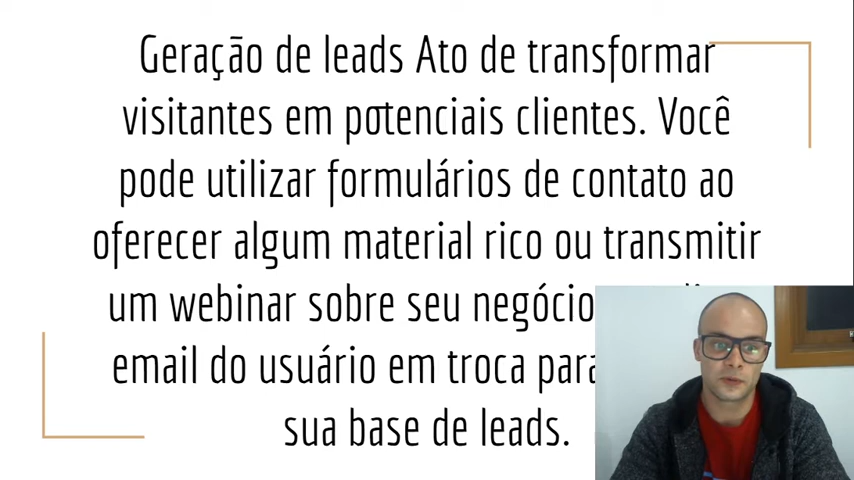 Geração de leads Ato de transformar
visitantes em potenciais clientes. Você
pode utilizar formulários de contato ao
oferecer algum material rico ou transmitir
um webinar sobre seu negócio
email do usuário em troca para
sua base de leads.